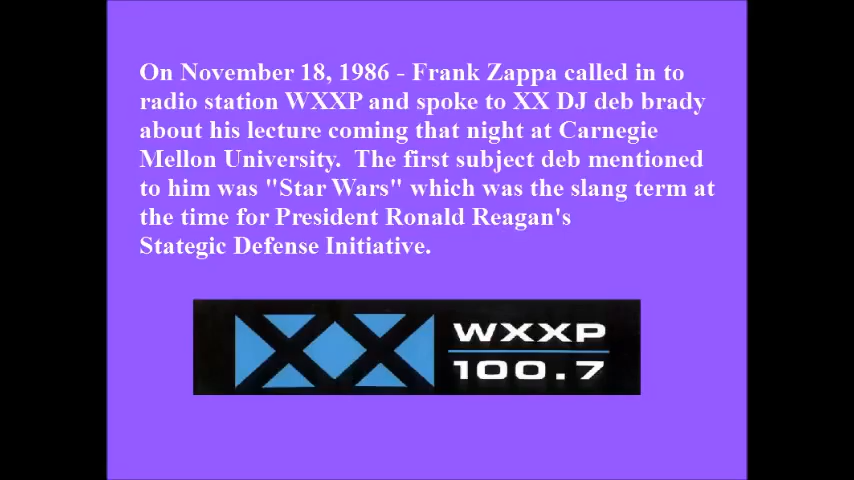 On November 18, 1986 - Frank Zappa called in to
radio station WXXP and spoke to XX DJ deb brady
about his lecture coming that night at Carnegie
Mellon University.  The first subject deb mentioned
to him was "Star Wars" which was the slang term at
the time for President Ronald Reagan's
Stategic Defense Initiative.
XX WXXP
100.7